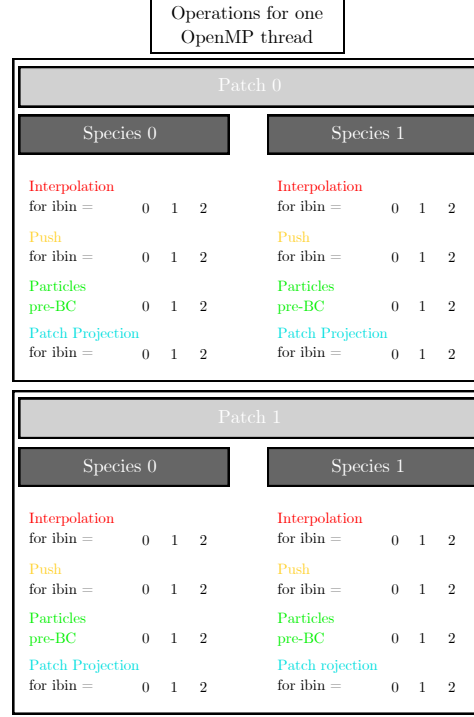 Operations for one
OpenMP thread
Patch 0
Species 0
Interpolation
for ibin = 0 1 2
Push
for ibin = 0 1 2
Particles
pre-BC 0 1 2
Patch Projection
for ibin = 0 1 2
Species 1
Interpolation
for ibin = 0 1 2
Push
for ibin = 0 1 2
Particles
pre-BC 0 1 2
Patch Projection
for ibin = 0 1 2
Patch 1
Species 0
Interpolation
for ibin = 0 1 2
Push
for ibin = 0 1 2
Particles
pre-BC 0 1 2
Patch Projection
for ibin = 0 1 2
Species 1
Interpolation
for ibin = 0 1 2
Push
for ibin = 0 1 2
Particles
pre-BC 0 1 2
Patch rojection
for ibin = 0 1 2